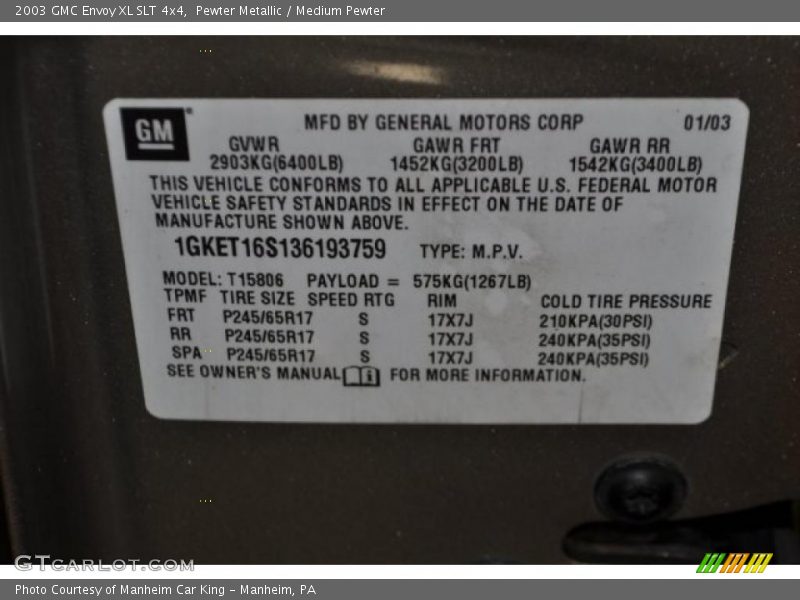 2003 GMC Envoy XL SLT 4x4, Pewter Metallic / Medium Pewter
GM
MFD BY GENERAL MOTORS CORP 01/03
GVWR GAWR FRT GAWR RR
2903KG(6400LB) 1452KG(3200LB) 1542KG(3400LB)
THIS VEHICLE CONFORMS TO ALL APPLICABLE U.S. FEDERAL MOTOR
VEHICLE SAFETY STANDARDS IN EFFECT ON THE DATE OF
MANUFACTURE SHOWN ABOVE.
1GKET16S136193759 TYPE: M.P.V.
MODEL: T15806 PAYLOAD = 575KG(1267LB)
TPMF TIRE SIZE SPEED RTG RIM COLD TIRE PRESSURE
FRT P245/65R17 S 17X7J 210KPA(30PSI)
RR P245/65R17 S 17X7J 240KPA(35PSI)
SPA P245/65R17 S 17X7J 240KPA(35PSI)
SEE OWNER'S MANUAL FOR MORE INFORMATION.
GTCARLOT.COM
Photo Courtesy of Manheim Car King - Manheim, PA